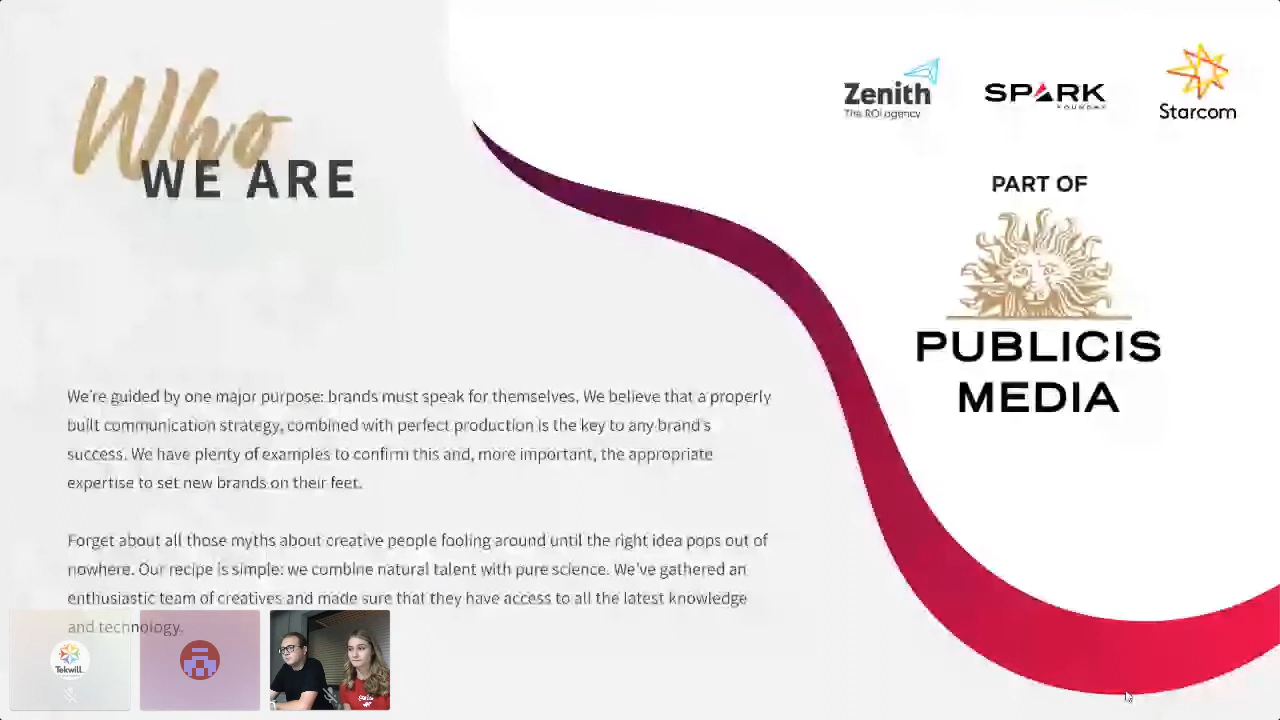 Who
WE ARE
Zenith
The ROI agency
SPARK
FOUNDRY
Starcom
PART OF
PUBLICIS
MEDIA
We're guided by one major purpose: brands must speak for themselves. We believe that a properly
built communication strategy, combined with perfect production is the key to any brand's
success. We have plenty of examples to confirm this and, more important, the appropriate
expertise to set new brands on their feet.
Forget about all those myths about creative people fooling around until the right idea pops out of
nowhere. Our recipe is simple: we combine natural talent with pure science. We've gathered an
enthusiastic team of creatives and made sure that they have access to all the latest knowledge
and technology.
Tekwill